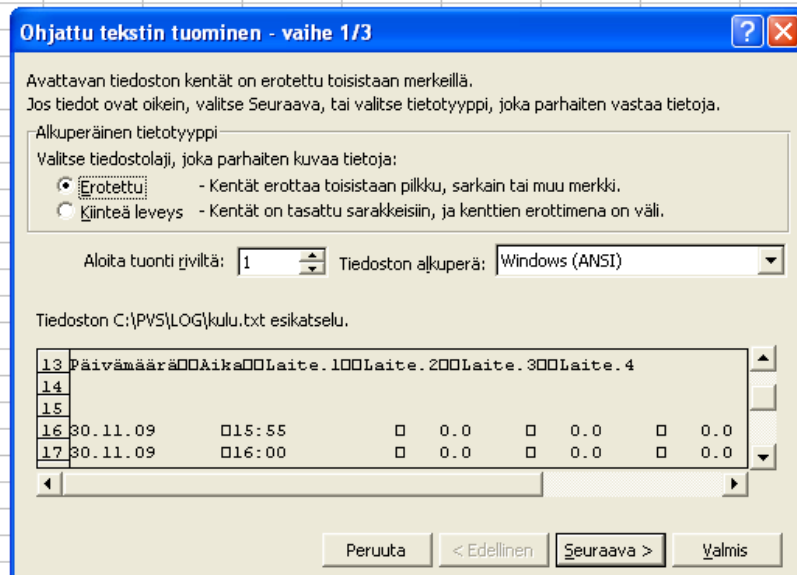 Ohjattu tekstin tuominen - vaihe 1/3
Avattavan tiedoston kentät on erotettu toisistaan merkeillä.
Jos tiedot ovat oikein, valitse Seuraava, tai valitse tietotyyppi, joka parhaiten vastaa tietoja.
Alkuperäinen tietotyyppi
Valitse tiedostolaji, joka parhaiten kuvaa tietoja:
Erotettu - Kentät erottaa toisistaan pilkku, sarkain tai muu merkki.
Kiinteä leveys - Kentät on tasattu sarakkeisiin, ja kenttien erottimena on väli.
Aloita tuonti riviltä: 1 Tiedoston alkuperä: Windows (ANSI)
Tiedoston C:\PVS\LOG\kulu.txt esikatselu.
13 Päivämäärä□□Aika□□Laite.1□□Laite.2□□Laite.3□□Laite.4
14
15
16 30.11.09 □15:55 □ 0.0 □ 0.0 □ 0.0
17 30.11.09 □16:00 □ 0.0 □ 0.0 □ 0.0
Peruuta < Edellinen Seuraava > Valmis